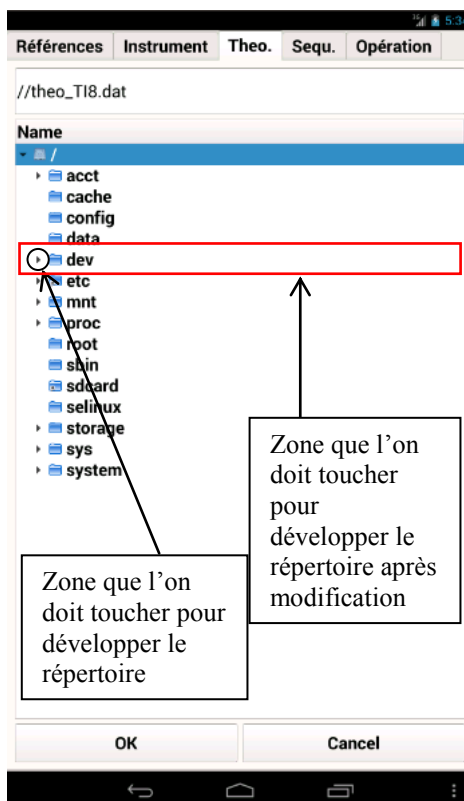 5:34
Références Instrument Theo. Sequ. Opération
//theo_TI8.dat
Name
/
acct
cache
config
data
dev
etc
mnt
proc
root
sbin
sdcard
selinux
storage
sys
system
Zone que l’on
doit toucher
pour
développer le
répertoire après
modification
Zone que l’on
doit toucher pour
développer le
répertoire
OK Cancel